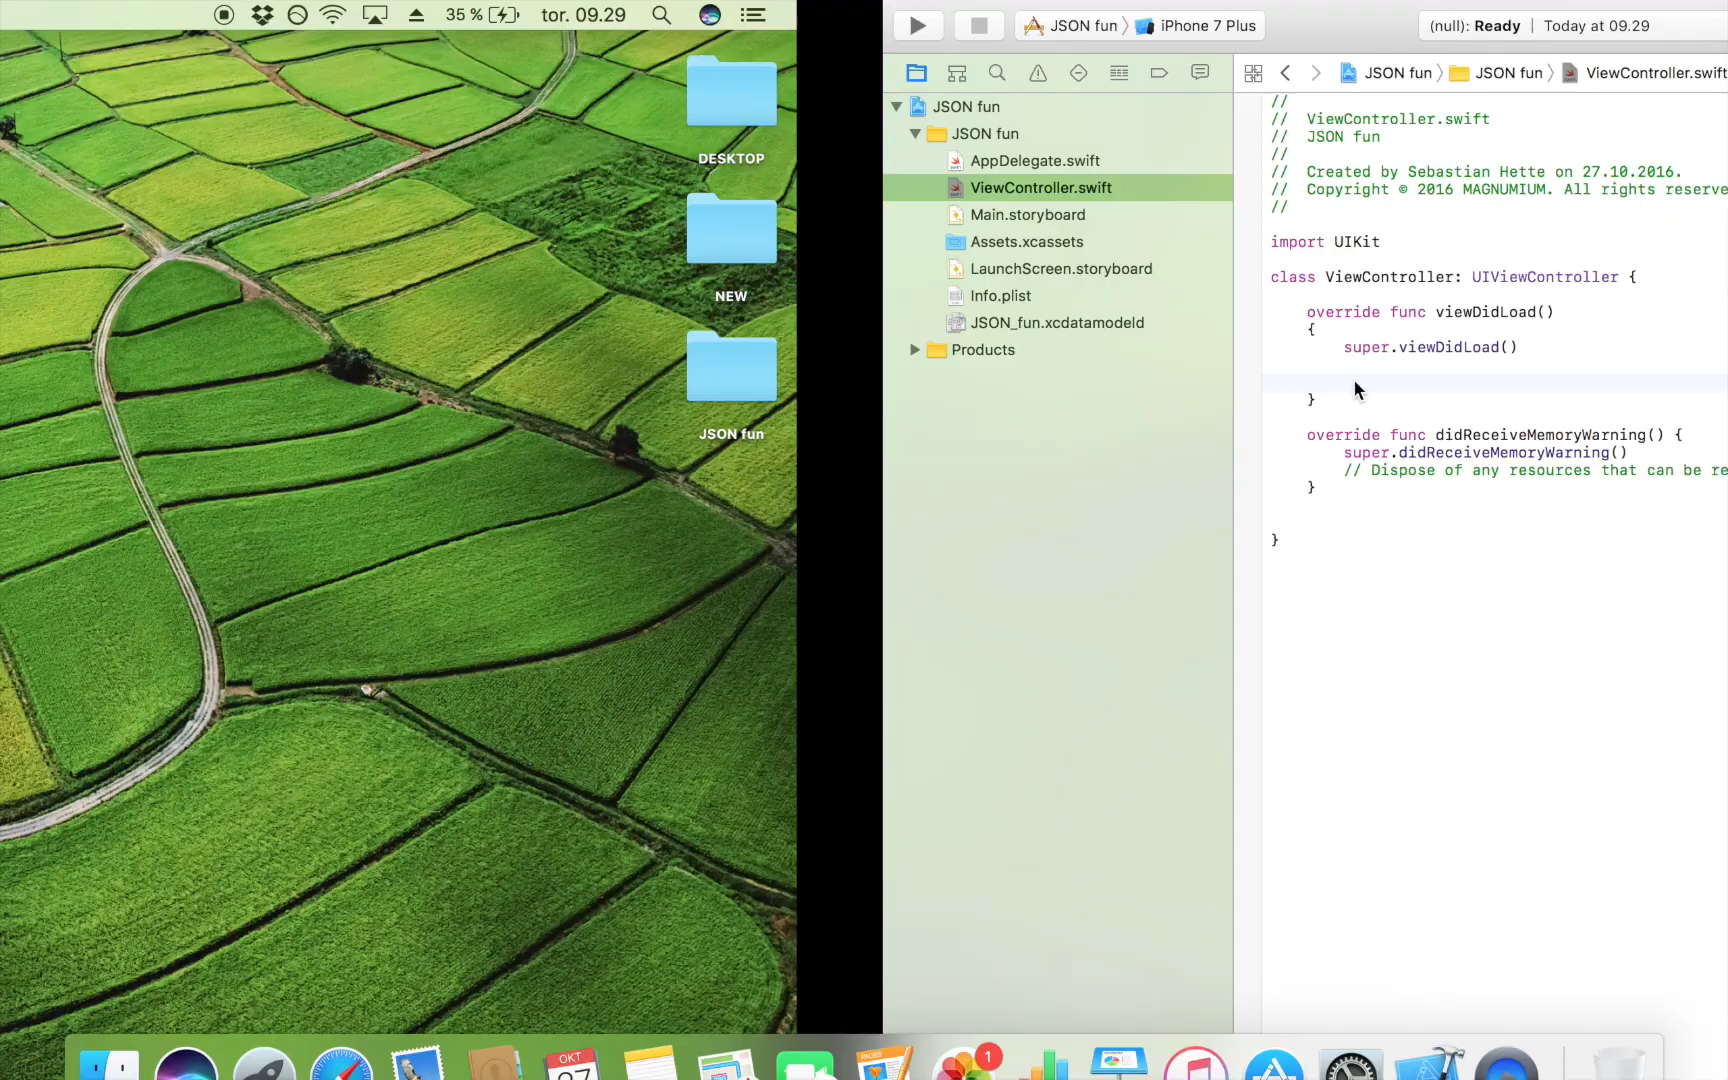 35 %
tor. 09.29
DESKTOP
NEW
JSON fun
JSON fun
iPhone 7 Plus
(null): Ready
Today at 09.29
JSON fun
JSON fun
ViewController.swift
JSON fun
JSON fun
AppDelegate.swift
ViewController.swift
Main.storyboard
Assets.xcassets
LaunchScreen.storyboard
Info.plist
JSON_fun.xcdatamodeld
Products
//
//  ViewController.swift
//  JSON fun
//
//  Created by Sebastian Hette on 27.10.2016.
//  Copyright © 2016 MAGNUMIUM. All rights reserve
//
import UIKit
class ViewController: UIViewController {
override func viewDidLoad()
{
super.viewDidLoad()
}
override func didReceiveMemoryWarning() {
super.didReceiveMemoryWarning()
// Dispose of any resources that can be re
}
}
OKT
PAGES
1